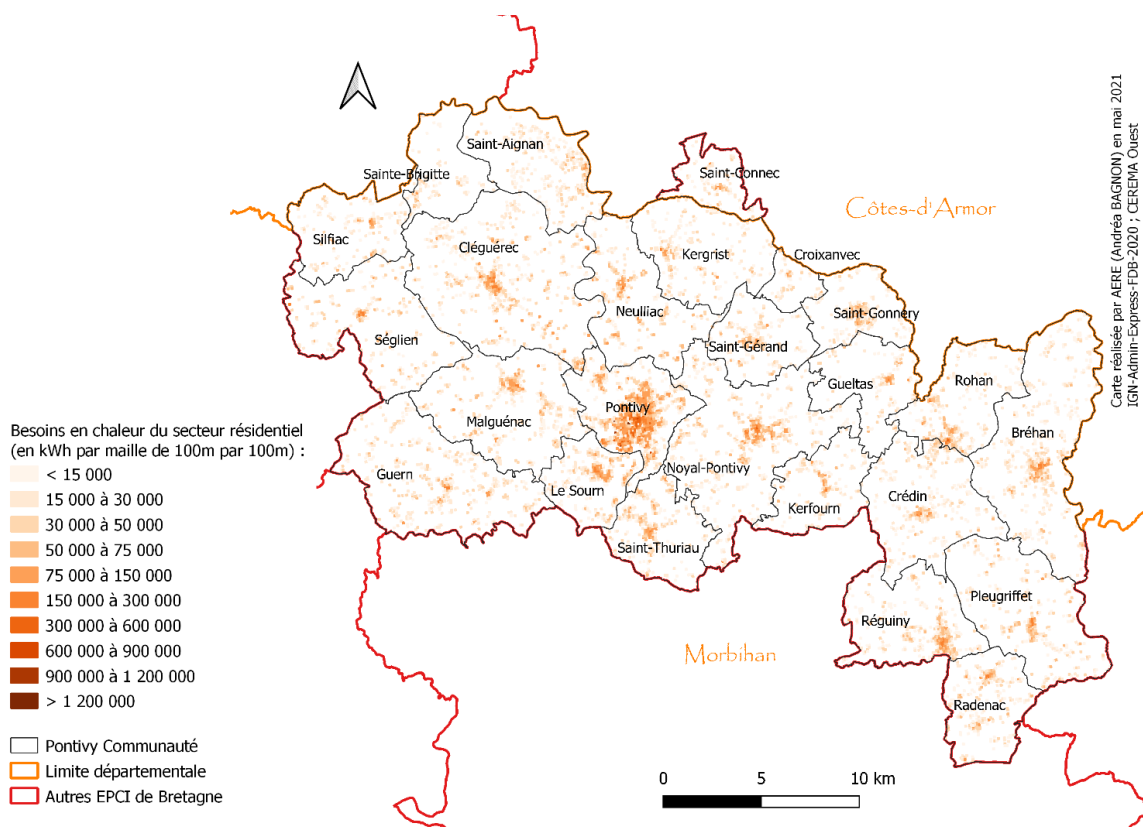 Saint-Aignan
Sainte-Brigitte
Saint-Connec
Côtes-d'Armor
Silfiac
Cléguérec
Kergrist
Croixanvec
Neulliac
Saint-Gonnery
Séglien
Saint-Gérand
Gueltas
Rohan
Pontivy
Malguénac
Bréhan
Guern
Noyal-Pontivy
Le Sourn
Kerfourn
Crédin
Saint-Thuriau
Pleugriffet
Réguiny
Morbihan
Radenac
Carte réalisée par AERE (Andréa BAGNON) en mai 2021
IGN-Admin-Express-FDB-2020 ; CEREMA Ouest
Besoins en chaleur du secteur résidentiel
(en kWh par maille de 100m par 100m) :
< 15 000
15 000 à 30 000
30 000 à 50 000
50 000 à 75 000
75 000 à 150 000
150 000 à 300 000
300 000 à 600 000
600 000 à 900 000
900 000 à 1 200 000
> 1 200 000
Pontivy Communauté
Limite départementale
Autres EPCI de Bretagne
0 5 10 km